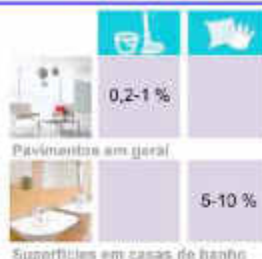 0,2-1 %
Pavimentos em geral
5-10 %
Superfícies em casas de banho